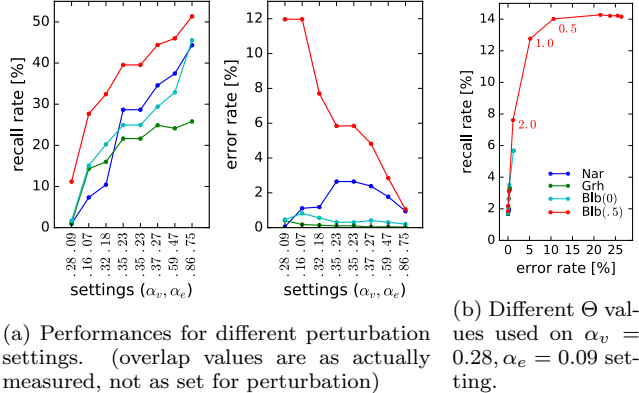 recall rate [%]
50
40
30
20
10
0
.28 .09
.16 .07
.32 .18
.35 .23
.35 .23
.37 .27
.59 .47
.86 .75
settings (αv, αe)
error rate [%]
12
10
8
6
4
2
0
.28 .09
.16 .07
.32 .18
.35 .23
.35 .23
.37 .27
.59 .47
.86 .75
settings (αv, αe)
recall rate [%]
14
12
10
8
6
4
2
0
0.5
1.0
2.0
Nar
Grh
Blb(0)
Blb(.5)
0 5 10 15 20 25
error rate [%]
(a) Performances for different perturbation
settings. (overlap values are as actually
measured, not as set for perturbation)
(b) Different Θ val-
ues used on αv =
0.28, αe = 0.09 set-
ting.